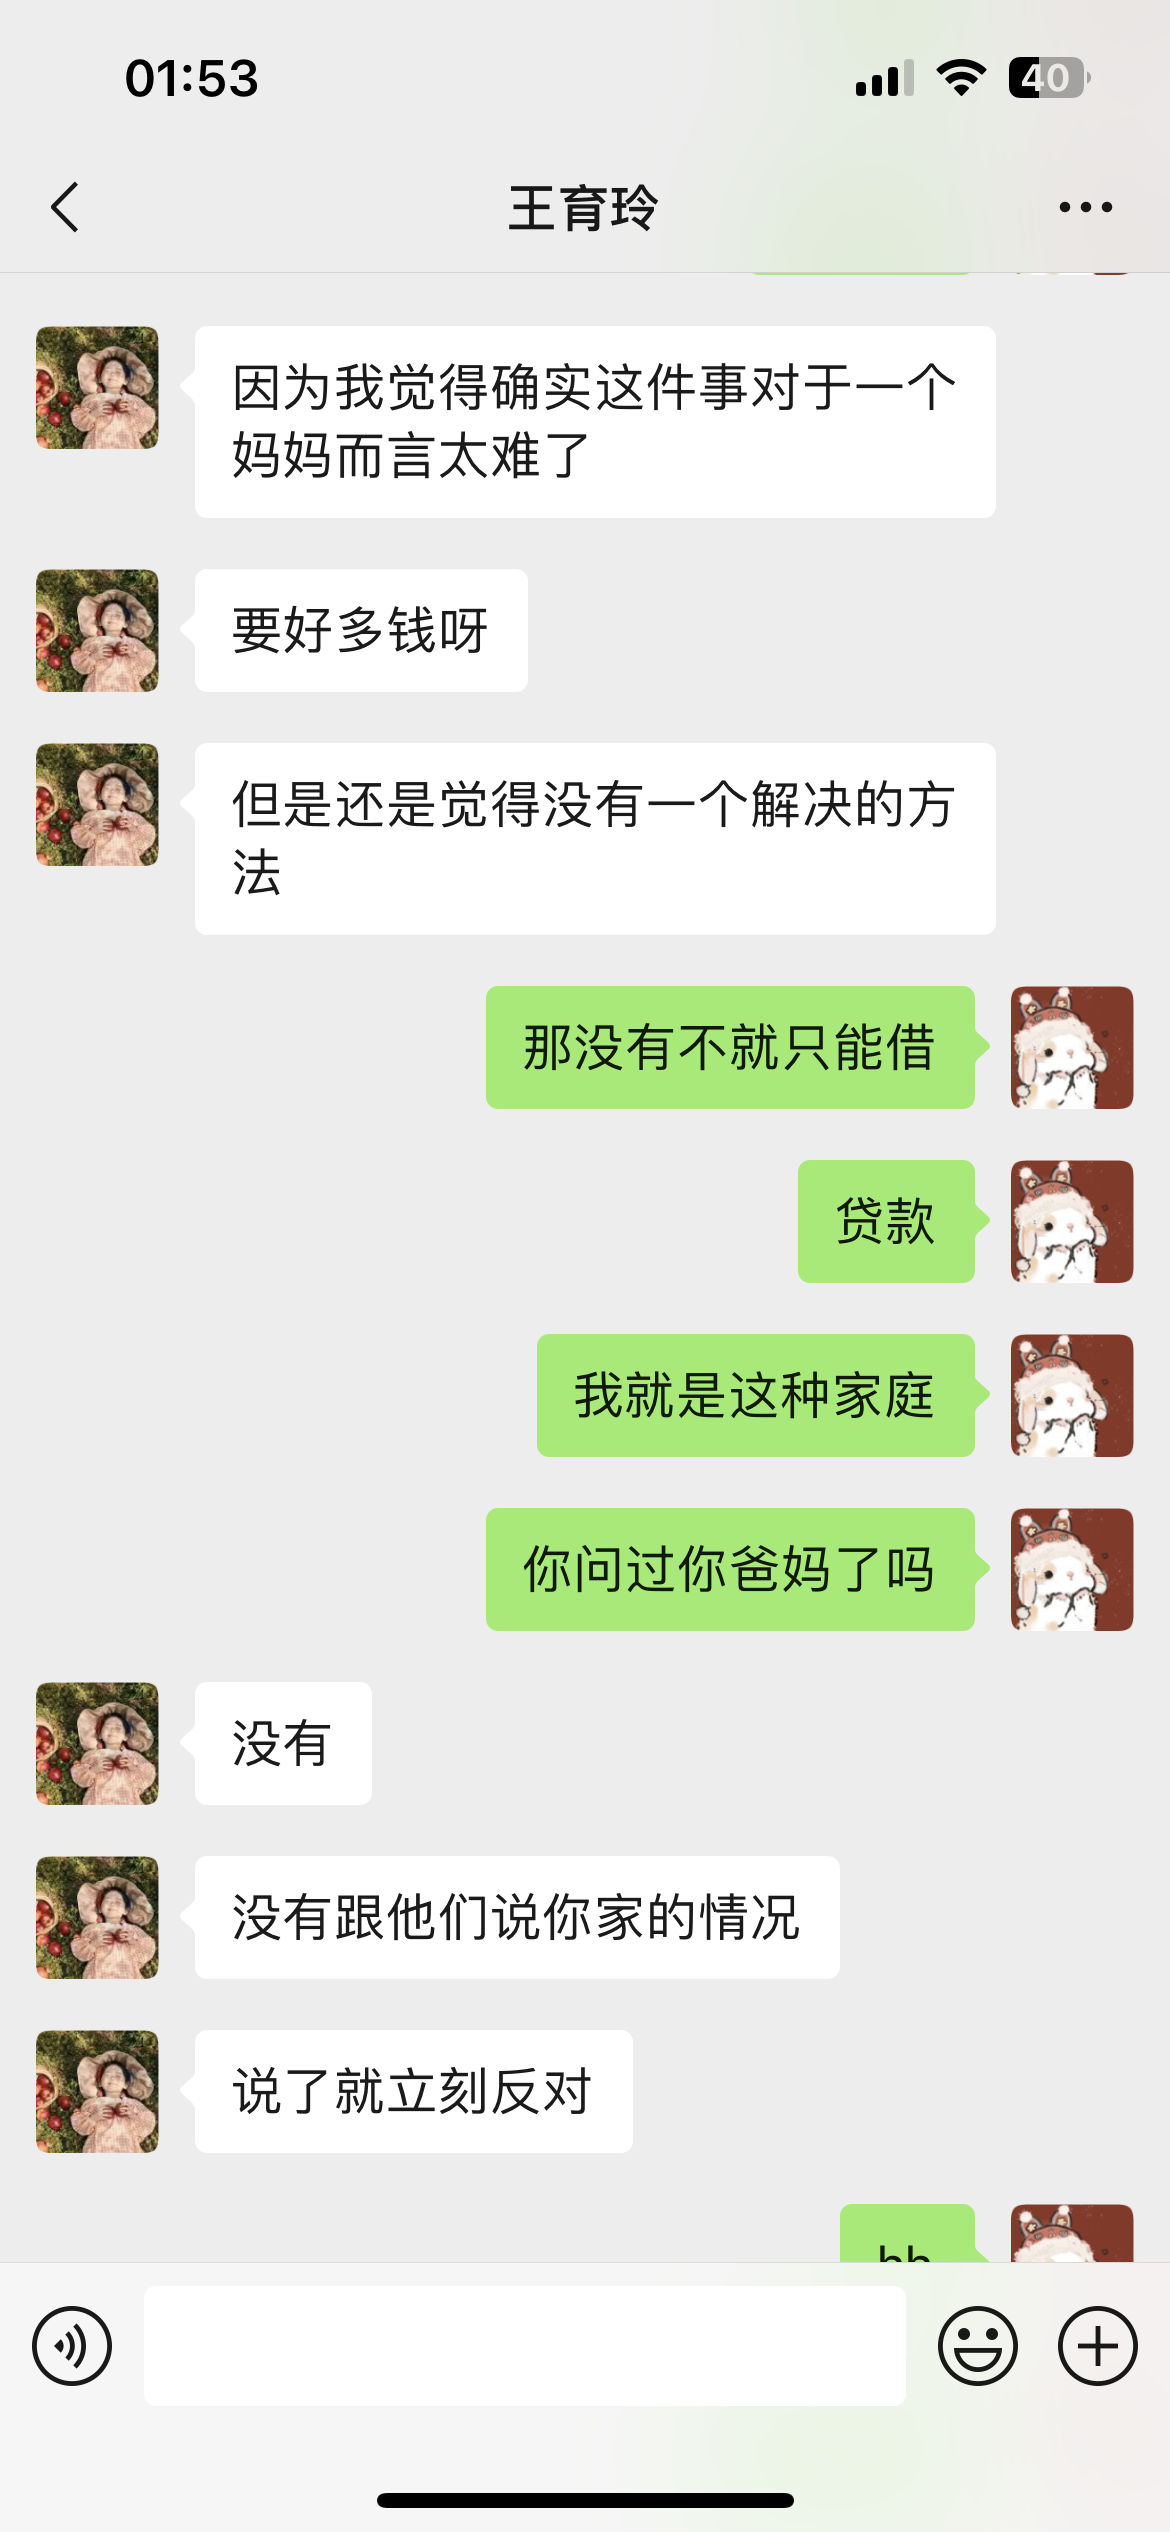 01:53
40
王育玲
因为我觉得确实这件事对于一个
妈妈而言太难了
要好多钱呀
但是还是觉得没有一个解决的方
法
那没有不就只能借
贷款
我就是这种家庭
你问过你爸妈了吗
没有
没有跟他们说你家的情况
说了就立刻反对